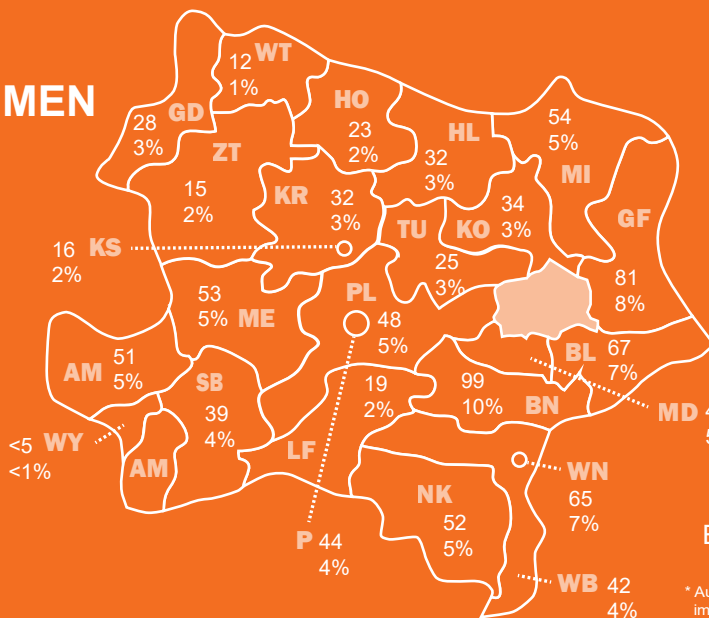 MEN
WT
12
1%
HO
23
2%
GD
28
3%
HL
32
3%
54
5%
MI
ZT
15
2%
KR
32
3%
KO
34
3%
TU
25
3%
GF
81
8%
KS
16
2%
53
5%
ME
PL
48
5%
BL
67
7%
AM
51
5%
SB
39
4%
19
2%
LF
99
10%
BN
MD
WY
<5
<1%
AM
NK
52
5%
WN
65
7%
P 44
4%
WB 42
4%
* Au
im